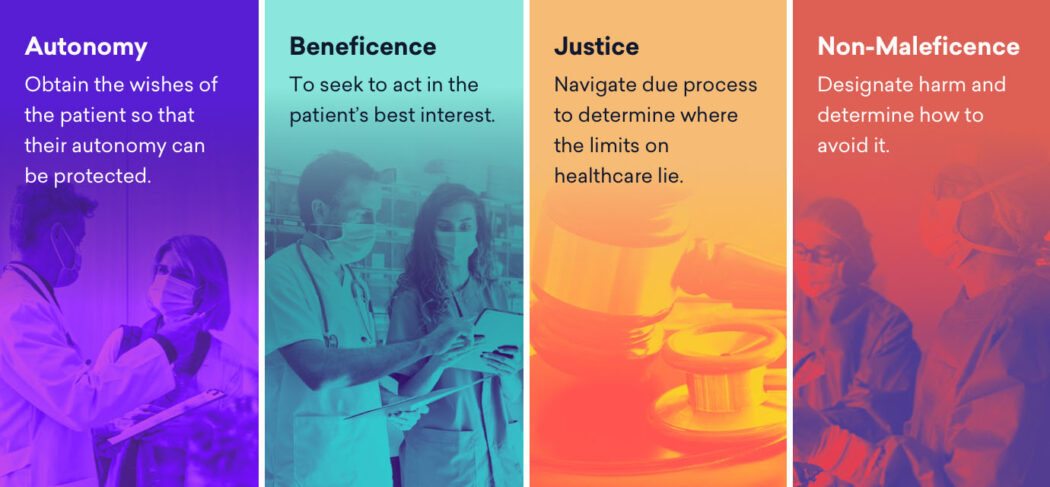 Autonomy
Obtain the wishes of
the patient so that
their autonomy can
be protected.
Beneficence
To seek to act in the
patient’s best interest.
Justice
Navigate due process
to determine where
the limits on
healthcare lie.
Non-Maleficence
Designate harm and
determine how to
avoid it.